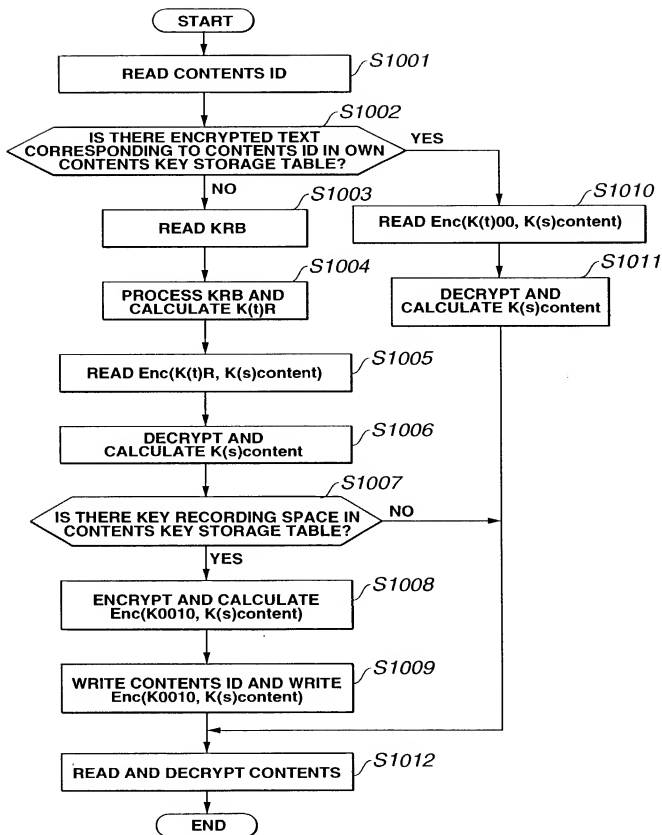 START
READ CONTENTS ID
S1001
S1002
IS THERE ENCRYPTED TEXT
CORRESPONDING TO CONTENTS ID IN OWN
CONTENTS KEY STORAGE TABLE?
YES
NO
S1003
READ KRB
S1010
READ Enc(K(t)00, K(s)content)
S1004
PROCESS KRB AND
CALCULATE K(t)R
S1011
DECRYPT AND
CALCULATE K(s)content
S1005
READ Enc(K(t)R, K(s)content)
S1006
DECRYPT AND
CALCULATE K(s)content
S1007
IS THERE KEY RECORDING SPACE IN
CONTENTS KEY STORAGE TABLE?
NO
YES
S1008
ENCRYPT AND CALCULATE
Enc(K0010, K(s)content)
S1009
WRITE CONTENTS ID AND WRITE
Enc(K0010, K(s)content)
S1012
READ AND DECRYPT CONTENTS
END